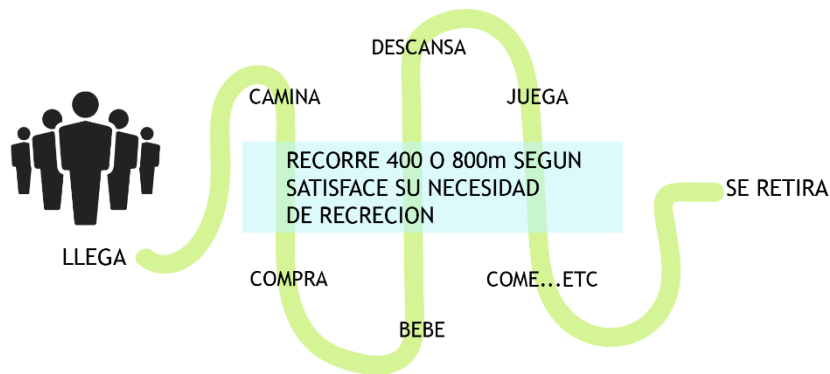 DESCANSA
CAMINA
JUEGA
RECORRE 400 O 800m SEGUN
SATISFACE SU NECESIDAD
DE RECRECION
SE RETIRA
LLEGA
COMPRA
COME...ETC
BEBE